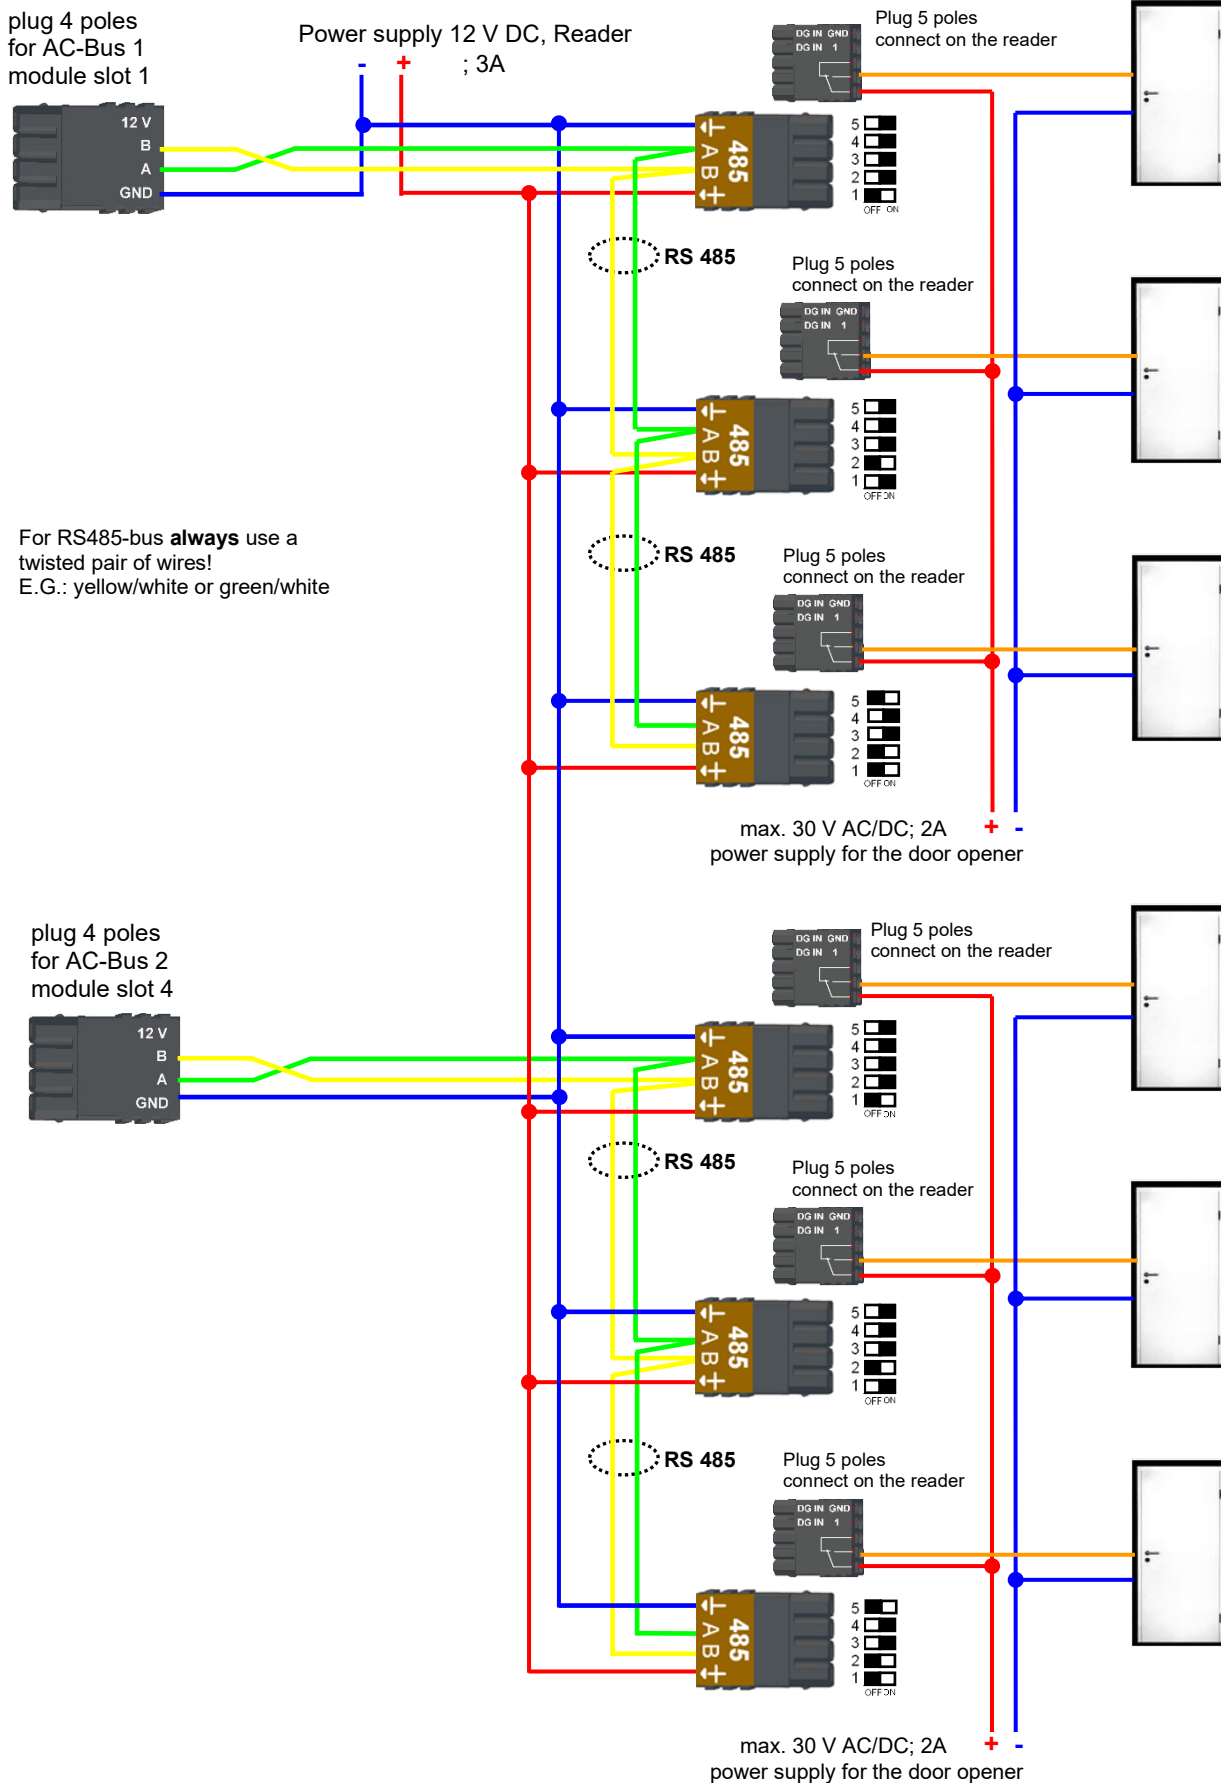 plug 4 poles
for AC-Bus 1
module slot 1
Power supply 12 V DC, Reader
- + ; 3A
Plug 5 poles
connect on the reader
DG IN GND
DG IN 1
12 V
B
A
GND
A B 485
5
4
3
2
1
OFF ON
RS 485
Plug 5 poles
connect on the reader
DG IN GND
DG IN 1
A B 485
5
4
3
2
1
OFF ON
For RS485-bus always use a
twisted pair of wires!
E.G.: yellow/white or green/white
RS 485
Plug 5 poles
connect on the reader
DG IN GND
DG IN 1
A B 485
5
4
3
2
1
OFF ON
max. 30 V AC/DC; 2A + -
power supply for the door opener
plug 4 poles
for AC-Bus 2
module slot 4
Plug 5 poles
connect on the reader
DG IN GND
DG IN 1
12 V
B
A
GND
A B 485
5
4
3
2
1
OFF ON
RS 485
Plug 5 poles
connect on the reader
DG IN GND
DG IN 1
A B 485
5
4
3
2
1
OFF ON
RS 485
Plug 5 poles
connect on the reader
DG IN GND
DG IN 1
A B 485
5
4
3
2
1
OFF ON
max. 30 V AC/DC; 2A + -
power supply for the door opener